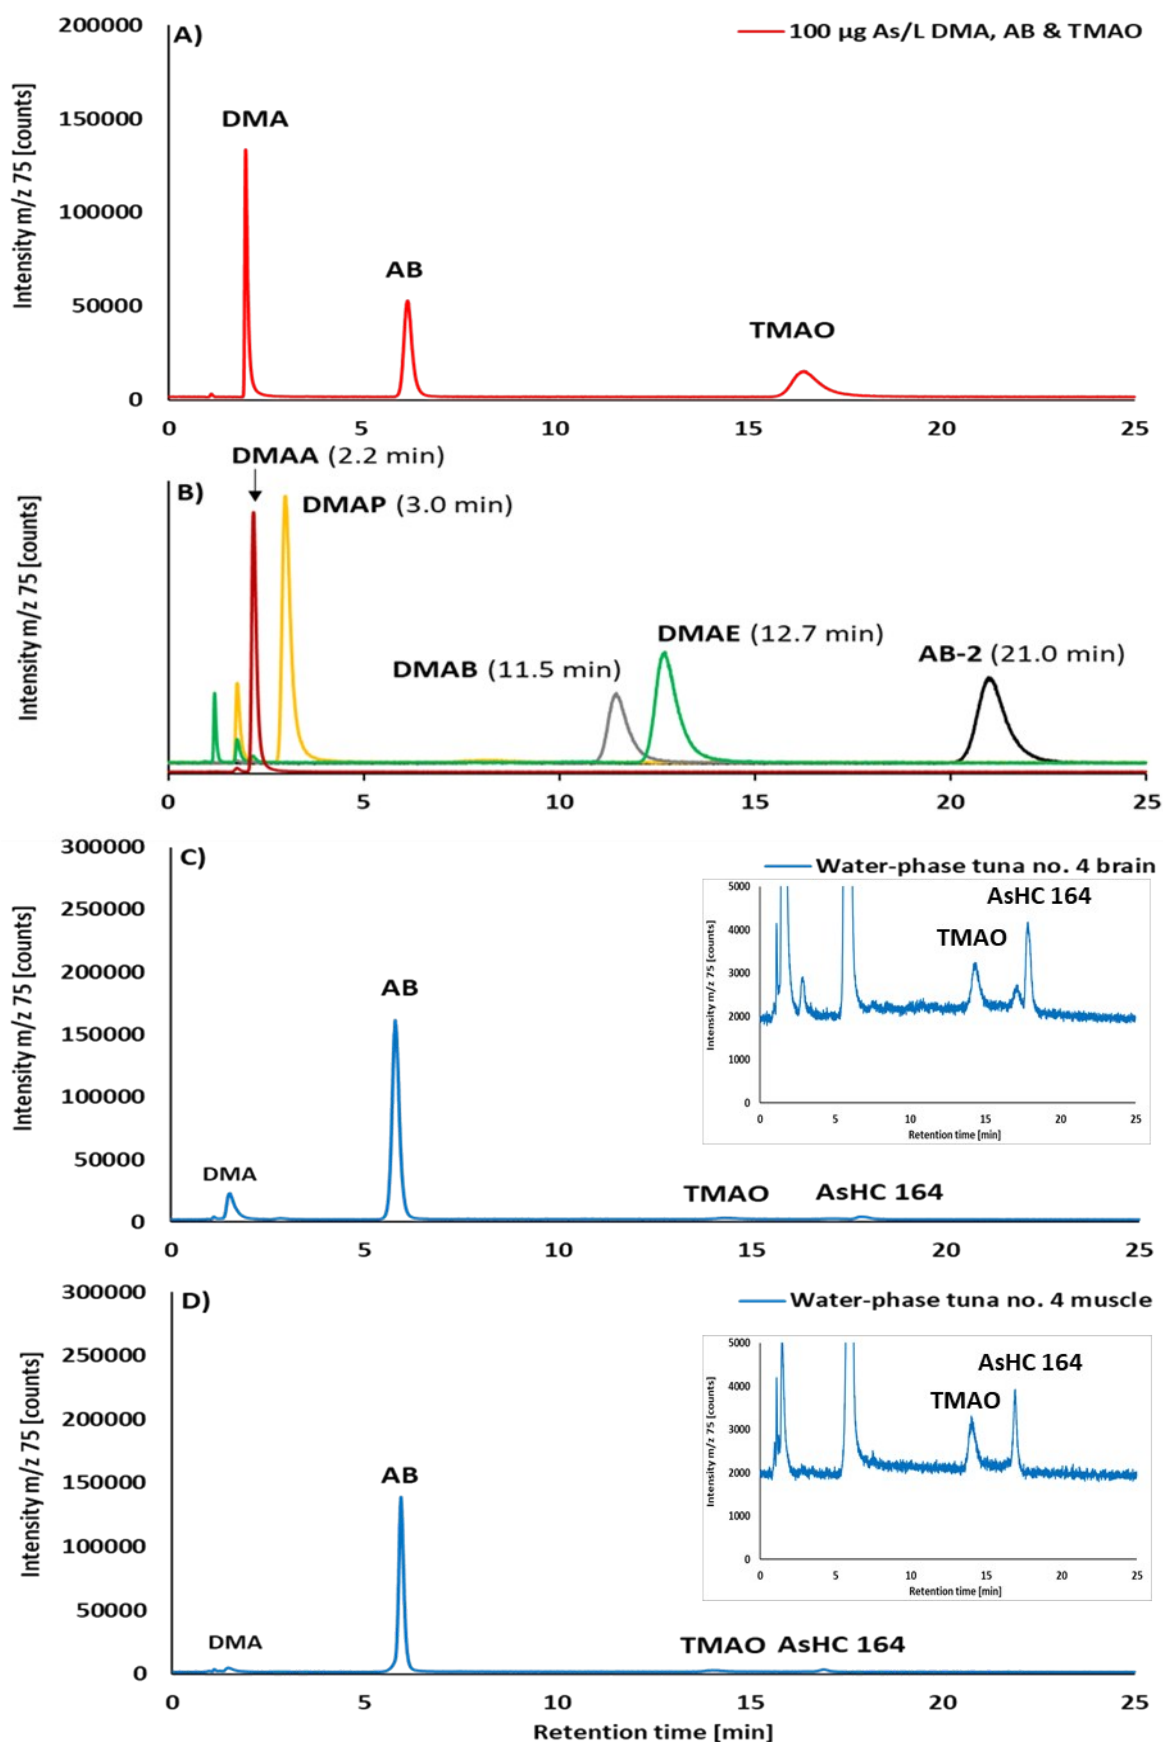 A)
100 µg As/L DMA, AB & TMAO
Intensity m/z 75 [counts]
200000
150000
100000
50000
0
DMA
AB
TMAO
0 5 10 15 20 25
B)
Intensity m/z 75 [counts]
DMAA (2.2 min)
DMAP (3.0 min)
DMAB (11.5 min)
DMAE (12.7 min)
AB-2 (21.0 min)
0 5 10 15 20 25
C)
Water-phase tuna no. 4 brain
Intensity m/z 75 [counts]
300000
250000
200000
150000
100000
50000
0
DMA
AB
TMAO
AsHC 164
0 5 10 15 20 25
Intensity m/z 75 [counts]
5000
4000
3000
2000
1000
0
TMAO
AsHC 164
0 5 10 15 20 25
Retention time [min]
D)
Water-phase tuna no. 4 muscle
Intensity m/z 75 [counts]
300000
250000
200000
150000
100000
50000
0
DMA
AB
TMAO AsHC 164
0 5 10 15 20 25
Retention time [min]
Intensity m/z 75 [counts]
5000
4000
3000
2000
1000
0
TMAO
AsHC 164
0 5 10 15 20 25
Retention time [min]